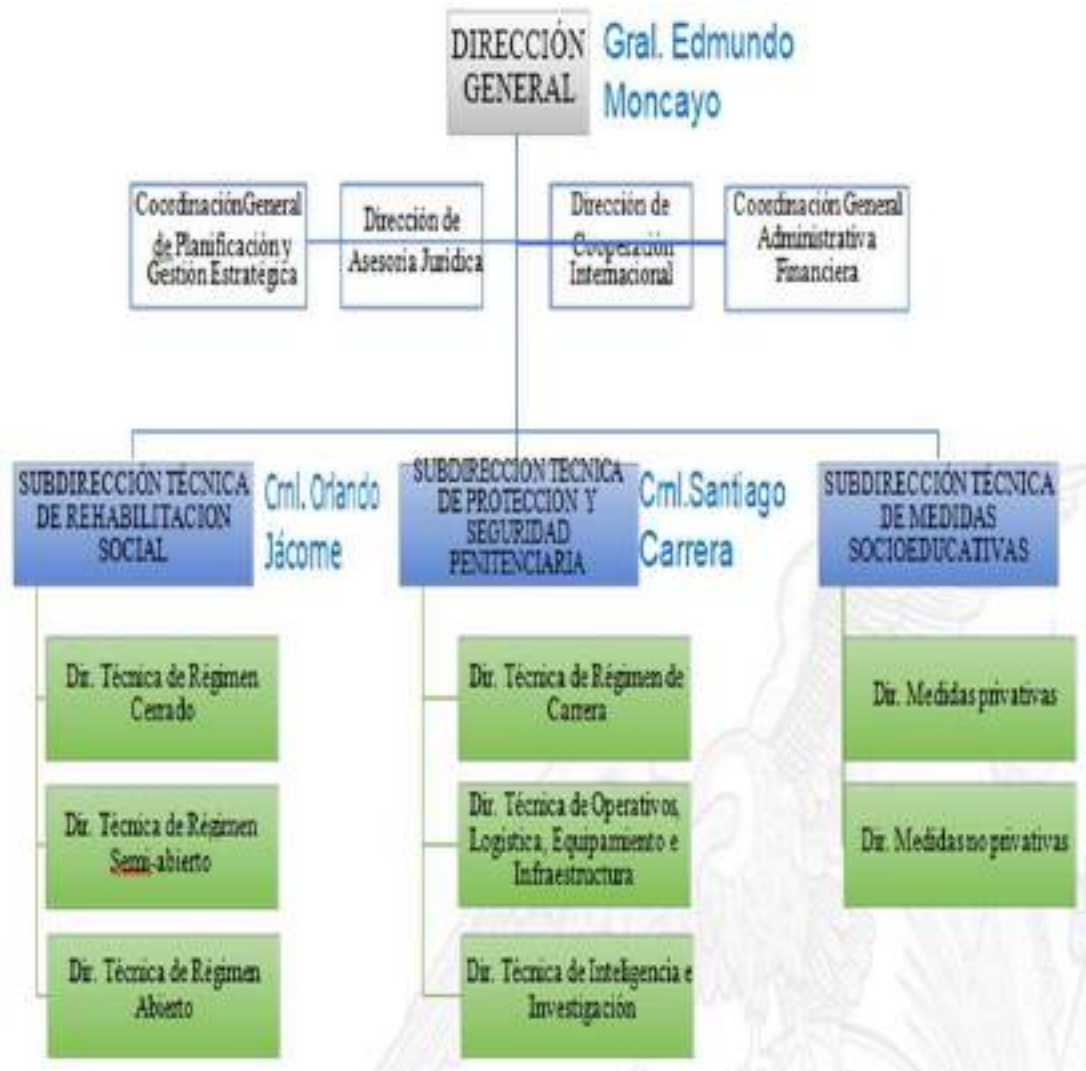 DIRECCIÓN
GENERAL
Gral. Edmundo
Moncayo
CoordinaciónGeneral
de Planificación y
Gestión Estratégica
Dirección de
Asesoria Juridica
Dirección de
Cooperación
Internacional
Coordinación General
Administrativa
Financiera
SUBDIRECCIÓN TÉCNICA
DE REHABILITACION
SOCIAL
Crnl. Orlando
Jácome
SUBDIRECCION TECNICA
DE PROTECCION Y
SEGURIDAD
PENITENCIARIA
Crnl.Santiago
Carrera
SUBDIRECCIÓN TÉCNICA
DE MEDIDAS
SOCIOEDUCATIVAS
Dir. Técnica de Régimen
Cerrado
Dir. Técnica de Régimen
Semi-abierto
Dir. Técnica de Régimen
Abierto
Dir. Técnica de Régimen de
Carrera
Dir. Técnica de Operativos,
Logística, Equipamiento e
Infraestructura
Dir. Técnica de Inteligencia e
Investigación
Dir. Medidas privativas
Dir. Medidas no privativas